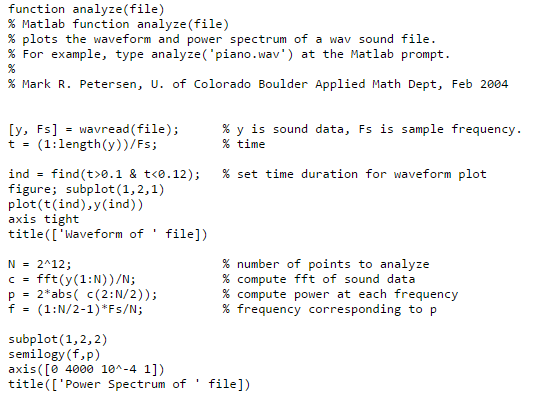 function analyze(file)
% Matlab function analyze(file)
% plots the waveform and power spectrum of a wav sound file.
% For example, type analyze('piano.wav') at the Matlab prompt.
%
% Mark R. Petersen, U. of Colorado Boulder Applied Math Dept, Feb 2004
[y, Fs] = wavread(file); % y is sound data, Fs is sample frequency.
t = (1:length(y))/Fs; % time
ind = find(t>0.1 & t<0.12); % set time duration for waveform plot
figure; subplot(1,2,1)
plot(t(ind),y(ind))
axis tight
title(['Waveform of ' file])
N = 2^12; % number of points to analyze
c = fft(y(1:N))/N; % compute fft of sound data
p = 2*abs( c(2:N/2)); % compute power at each frequency
f = (1:N/2-1)*Fs/N; % frequency corresponding to p
subplot(1,2,2)
semilogy(f,p)
axis([0 4000 10^-4 1])
title(['Power Spectrum of ' file])